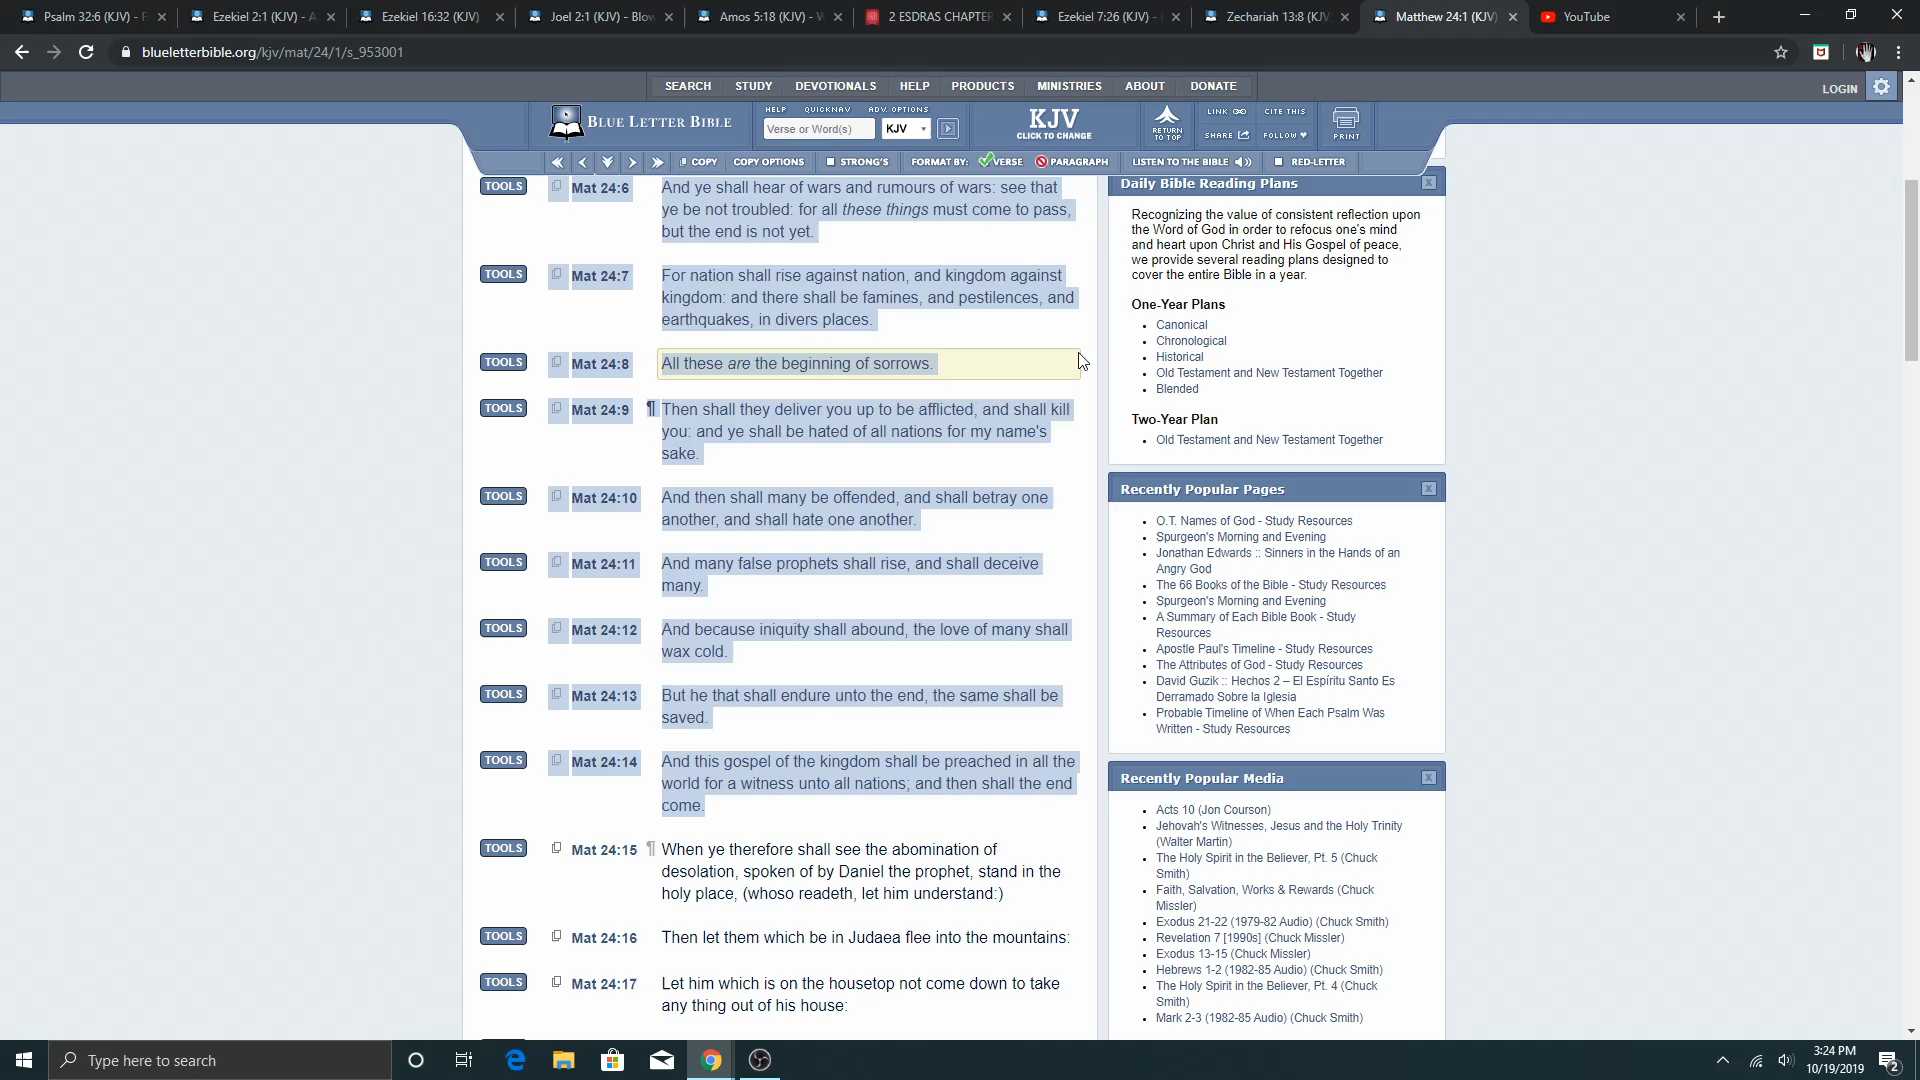 Psalm 32:6 (KJV) - F
Ezekiel 2:1 (KJV) - A
Ezekiel 16:32 (KJV)
Joel 2:1 (KJV) - Blow
Amos 5:18 (KJV) - W
2 ESDRAS CHAPTER
Ezekiel 7:26 (KJV) -
Zechariah 13:8 (KJV
Matthew 24:1 (KJV)
YouTube
blueletterbible.org/kjv/mat/24/1/s_953001
SEARCH STUDY DEVOTIONALS HELP PRODUCTS MINISTRIES ABOUT DONATE
LOGIN
BLUE LETTER BIBLE
HELP QUICKNAV ADV. OPTIONS
Verse or Word(s) KJV
KJV
CLICK TO CHANGE
RETURN
TO TOP
LINK CITE THIS
SHARE FOLLOW
PRINT
COPY COPY OPTIONS STRONG'S FORMAT BY: VERSE PARAGRAPH LISTEN TO THE BIBLE RED-LETTER
TOOLS Mat 24:6 And ye shall hear of wars and rumours of wars: see that
ye be not troubled: for all these things must come to pass,
but the end is not yet.
TOOLS Mat 24:7 For nation shall rise against nation, and kingdom against
kingdom: and there shall be famines, and pestilences, and
earthquakes, in divers places.
TOOLS Mat 24:8 All these are the beginning of sorrows.
TOOLS Mat 24:9 ¶ Then shall they deliver you up to be afflicted, and shall kill
you: and ye shall be hated of all nations for my name's
sake.
TOOLS Mat 24:10 And then shall many be offended, and shall betray one
another, and shall hate one another.
TOOLS Mat 24:11 And many false prophets shall rise, and shall deceive
many.
TOOLS Mat 24:12 And because iniquity shall abound, the love of many shall
wax cold.
TOOLS Mat 24:13 But he that shall endure unto the end, the same shall be
saved.
TOOLS Mat 24:14 And this gospel of the kingdom shall be preached in all the
world for a witness unto all nations; and then shall the end
come.
TOOLS Mat 24:15 ¶ When ye therefore shall see the abomination of
desolation, spoken of by Daniel the prophet, stand in the
holy place, (whoso readeth, let him understand:)
TOOLS Mat 24:16 Then let them which be in Judaea flee into the mountains:
TOOLS Mat 24:17 Let him which is on the housetop not come down to take
any thing out of his house:
Daily Bible Reading Plans
Recognizing the value of consistent reflection upon
the Word of God in order to refocus one's mind
and heart upon Christ and His Gospel of peace,
we provide several reading plans designed to
cover the entire Bible in a year.
One-Year Plans
Canonical
Chronological
Historical
Old Testament and New Testament Together
Blended
Two-Year Plan
Old Testament and New Testament Together
Recently Popular Pages
O.T. Names of God - Study Resources
Spurgeon's Morning and Evening
Jonathan Edwards :: Sinners in the Hands of an
Angry God
The 66 Books of the Bible - Study Resources
Spurgeon's Morning and Evening
A Summary of Each Bible Book - Study
Resources
Apostle Paul's Timeline - Study Resources
The Attributes of God - Study Resources
David Guzik :: Hechos 2 – El Espíritu Santo Es
Derramado Sobre la Iglesia
Probable Timeline of When Each Psalm Was
Written - Study Resources
Recently Popular Media
Acts 10 (Jon Courson)
Jehovah's Witnesses, Jesus and the Holy Trinity
(Walter Martin)
The Holy Spirit in the Believer, Pt. 5 (Chuck
Smith)
Faith, Salvation, Works & Rewards (Chuck
Missler)
Exodus 21-22 (1979-82 Audio) (Chuck Smith)
Revelation 7 [1990s] (Chuck Missler)
Exodus 13-15 (Chuck Missler)
Hebrews 1-2 (1982-85 Audio) (Chuck Smith)
The Holy Spirit in the Believer, Pt. 4 (Chuck
Smith)
Mark 2-3 (1982-85 Audio) (Chuck Smith)
Type here to search
3:24 PM
10/19/2019
2